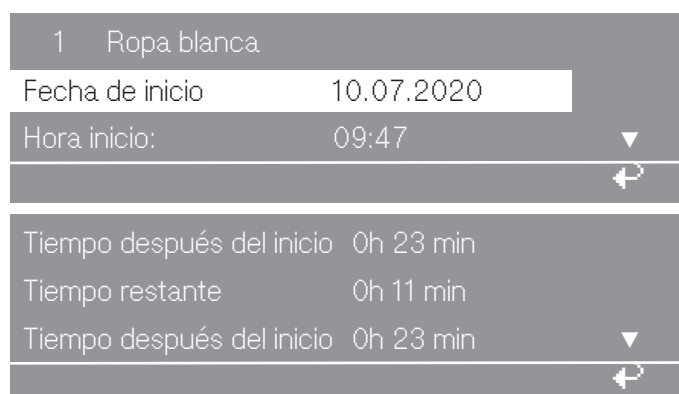 1 Ropa blanca
Fecha de inicio 10.07.2020
Hora inicio: 09:47
Tiempo después del inicio 0h 23 min
Tiempo restante 0h 11 min
Tiempo después del inicio 0h 23 min